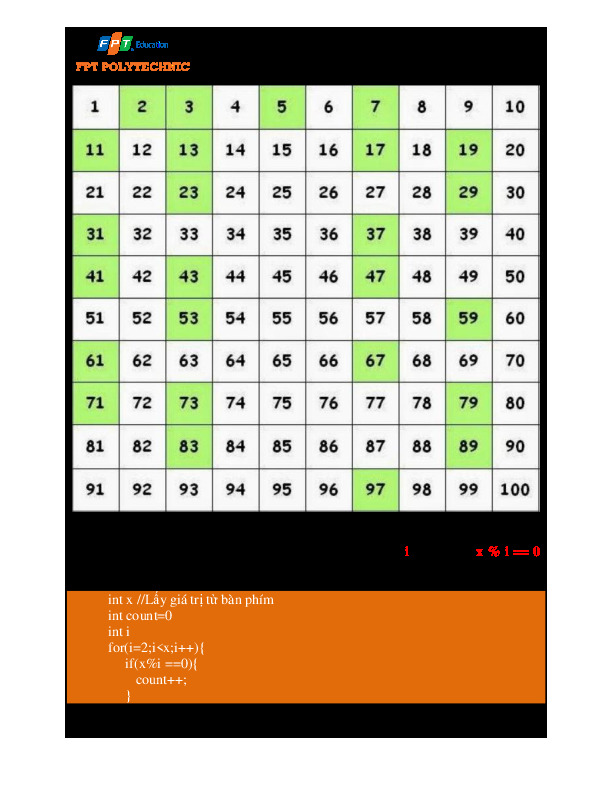 FPT Education
FPT POLYTECHNIC
1 2 3 4 5 6 7 8 9 10
11 12 13 14 15 16 17 18 19 20
21 22 23 24 25 26 27 28 29 30
31 32 33 34 35 36 37 38 39 40
41 42 43 44 45 46 47 48 49 50
51 52 53 54 55 56 57 58 59 60
61 62 63 64 65 66 67 68 69 70
71 72 73 74 75 76 77 78 79 80
81 82 83 84 85 86 87 88 89 90
91 92 93 94 95 96 97 98 99 100
i x % i == 0
int x //Lấy giá trị từ bàn phím
int count=0
int i
for(i=2;i<x;i++){
if(x%i ==0){
count++;
}